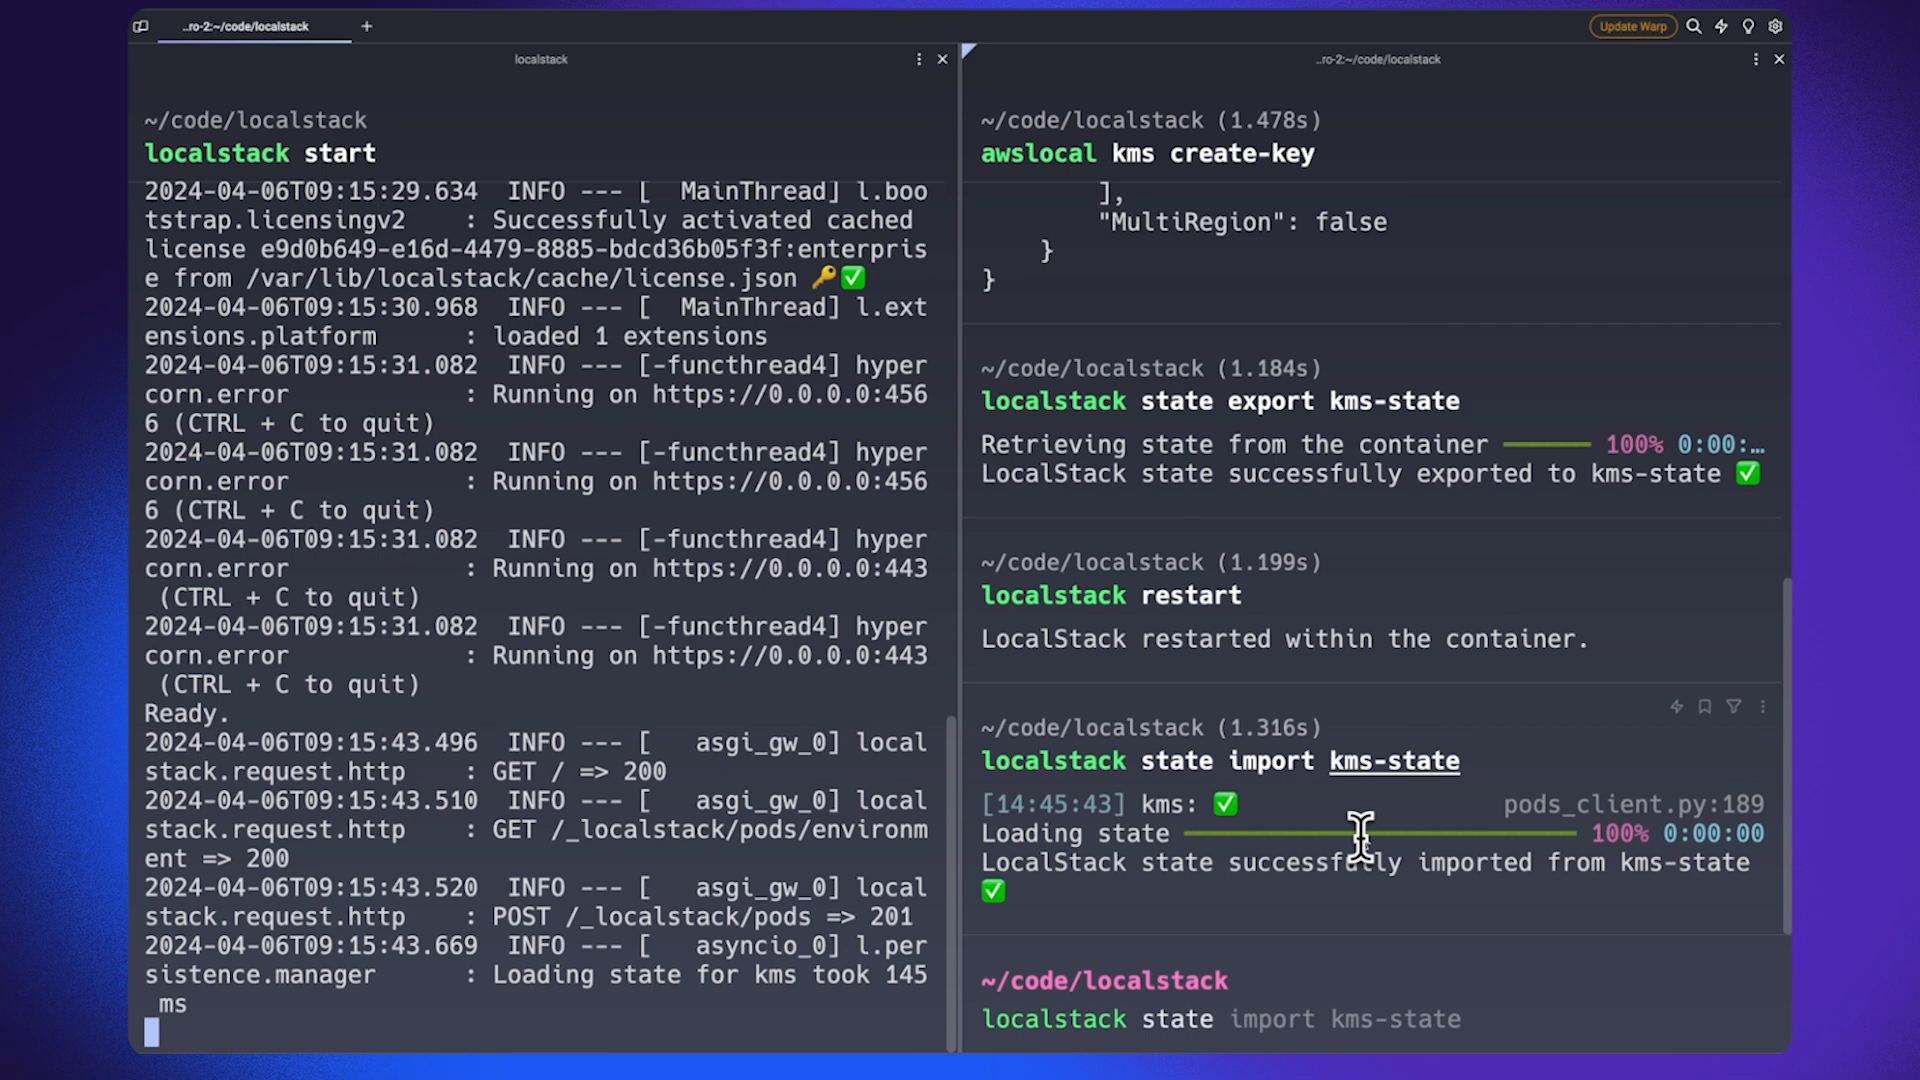 ..ro-2:~/code/localstack
Update Warp
localstack
~/code/localstack
localstack start
2024-04-06T09:15:29.634  INFO --- [  MainThread] l.boo
tstrap.licensingv2    : Successfully activated cached
license e9d0b649-e16d-4479-8885-bdcd36b05f3f:enterpris
e from /var/lib/localstack/cache/license.json 🔑✅
2024-04-06T09:15:30.968  INFO --- [  MainThread] l.ext
ensions.platform      : loaded 1 extensions
2024-04-06T09:15:31.082  INFO --- [-functhread4] hyper
corn.error            : Running on https://0.0.0.0:456
6 (CTRL + C to quit)
2024-04-06T09:15:31.082  INFO --- [-functhread4] hyper
corn.error            : Running on https://0.0.0.0:456
6 (CTRL + C to quit)
2024-04-06T09:15:31.082  INFO --- [-functhread4] hyper
corn.error            : Running on https://0.0.0.0:443
 (CTRL + C to quit)
2024-04-06T09:15:31.082  INFO --- [-functhread4] hyper
corn.error            : Running on https://0.0.0.0:443
 (CTRL + C to quit)
Ready.
2024-04-06T09:15:43.496  INFO --- [   asgi_gw_0] local
stack.request.http    : GET / => 200
2024-04-06T09:15:43.510  INFO --- [   asgi_gw_0] local
stack.request.http    : GET /_localstack/pods/environm
ent => 200
2024-04-06T09:15:43.520  INFO --- [   asgi_gw_0] local
stack.request.http    : POST /_localstack/pods => 201
2024-04-06T09:15:43.669  INFO --- [   asyncio_0] l.per
sistence.manager      : Loading state for kms took 145
 ms
..ro-2:~/code/localstack
~/code/localstack (1.478s)
awslocal kms create-key
        ],
        "MultiRegion": false
    }
}
~/code/localstack (1.184s)
localstack state export kms-state
Retrieving state from the container ━━━━━━ 100% 0:00:…
LocalStack state successfully exported to kms-state ✅
~/code/localstack (1.199s)
localstack restart
LocalStack restarted within the container.
~/code/localstack (1.316s)
localstack state import kms-state
[14:45:43] kms: ✅ pods_client.py:189
Loading state ━━━━━━━━━━━━━━━━━━━━━━━━━━━ 100% 0:00:00
LocalStack state successfully imported from kms-state
✅
~/code/localstack
localstack state import kms-state